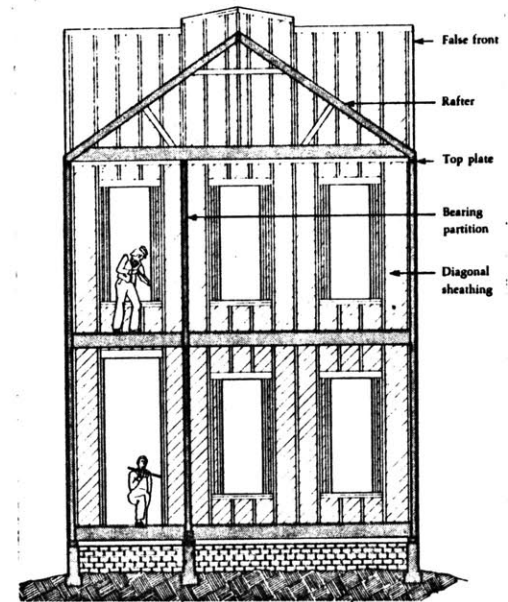 False front
Rafter
Top plate
Bearing
partition
Diagonal
sheathing